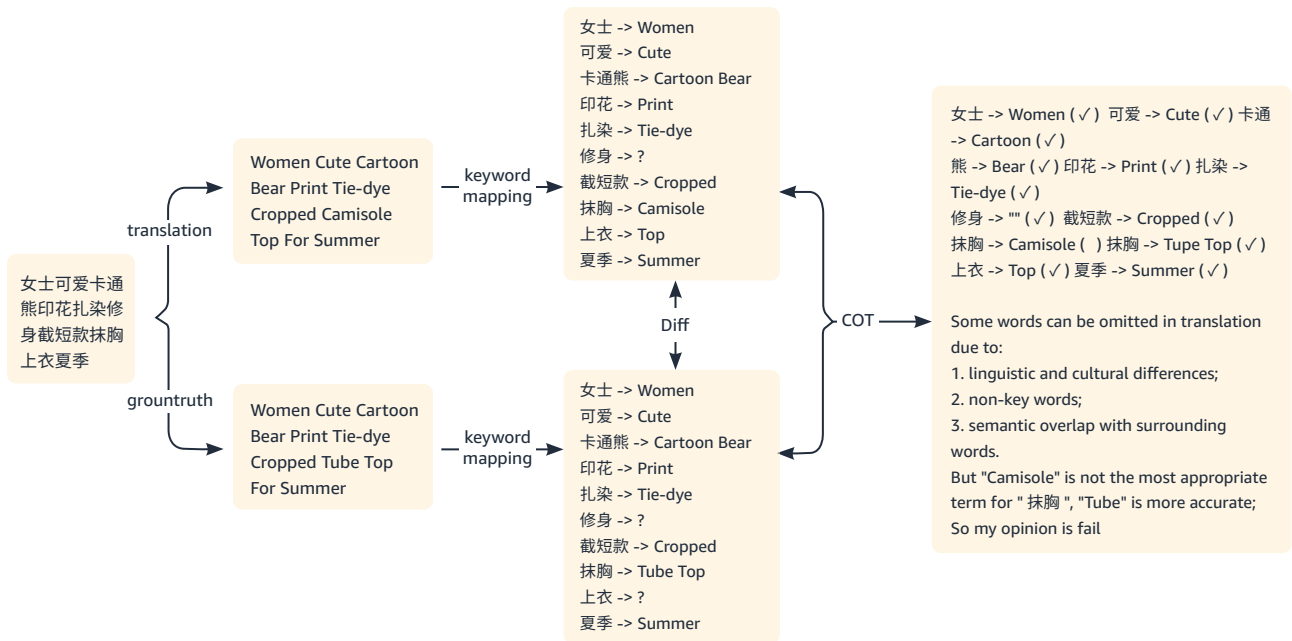 女士可爱卡通
熊印花扎染修
身截短款抹胸
上衣夏季
translation
grountruth
Women Cute Cartoon
Bear Print Tie-dye
Cropped Camisole
Top For Summer
Women Cute Cartoon
Bear Print Tie-dye
Cropped Tube Top
For Summer
keyword
mapping
keyword
mapping
女士 -> Women
可爱 -> Cute
卡通熊 -> Cartoon Bear
印花 -> Print
扎染 -> Tie-dye
修身 -> ?
截短款 -> Cropped
抹胸 -> Camisole
上衣 -> Top
夏季 -> Summer
Diff
女士 -> Women
可爱 -> Cute
卡通熊 -> Cartoon Bear
印花 -> Print
扎染 -> Tie-dye
修身 -> ?
截短款 -> Cropped
抹胸 -> Tube Top
上衣 -> ?
夏季 -> Summer
COT
女士 -> Women ( ✓ ) 可爱 -> Cute ( ✓ ) 卡通
-> Cartoon ( ✓ )
熊 -> Bear ( ✓ ) 印花 -> Print ( ✓ ) 扎染 ->
Tie-dye ( ✓ )
修身 -> "" ( ✓ ) 截短款 -> Cropped ( ✓ )
抹胸 -> Camisole ( ) 抹胸 -> Tupe Top ( ✓ )
上衣 -> Top ( ✓ ) 夏季 -> Summer ( ✓ )
Some words can be omitted in translation
due to:
1. linguistic and cultural differences;
2. non-key words;
3. semantic overlap with surrounding
words.
But "Camisole" is not the most appropriate
term for " 抹胸 ", "Tube" is more accurate;
So my opinion is fail